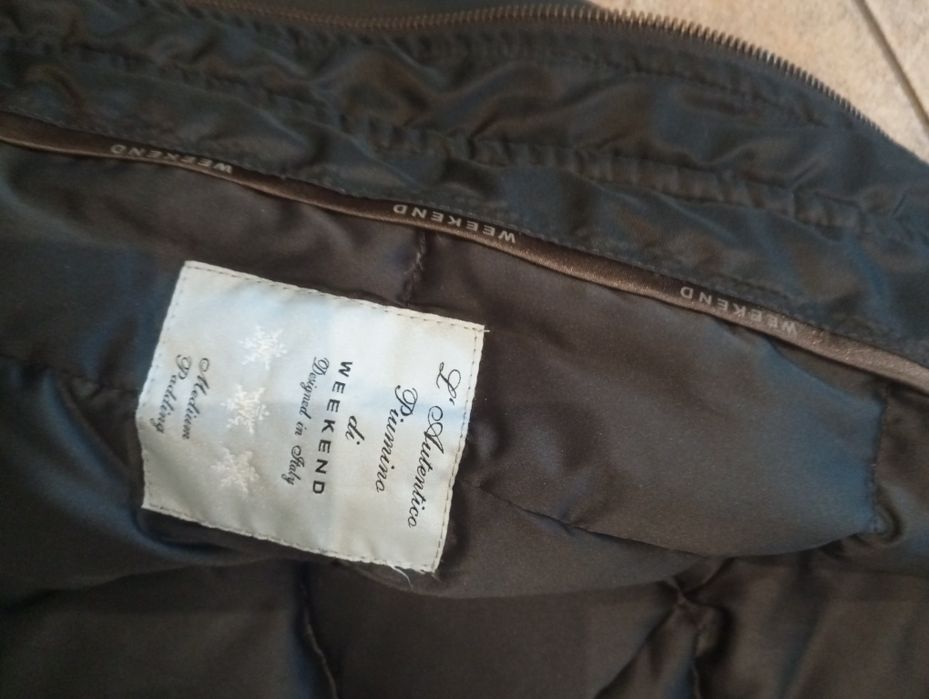 WEEKEND
WEEKEND
WEEKEND
L'Autentico
Piumino
di
WEEKEND
Designed in Italy
Medium
Padding